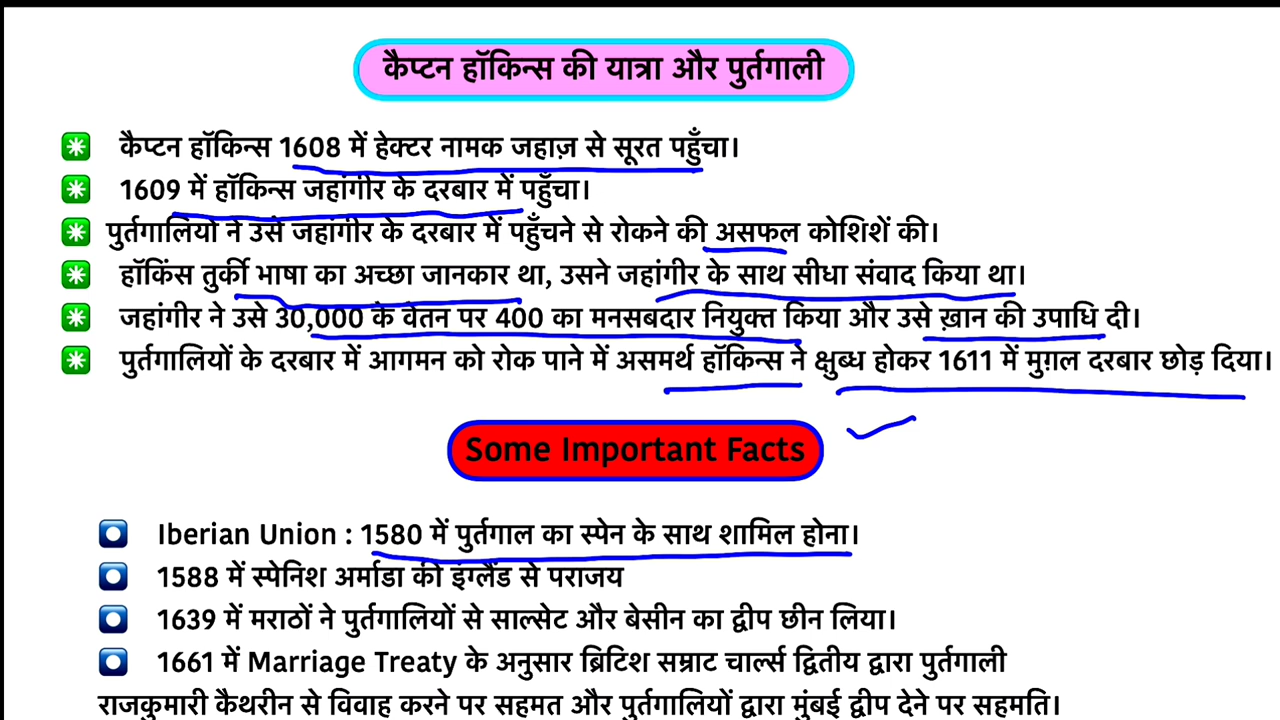 कैप्टन हॉकिन्स की यात्रा और पुर्तगाली
कैप्टन हॉकिन्स 1608 में हेक्टर नामक जहाज़ से सूरत पहुँचा।
1609 में हॉकिन्स जहांगीर के दरबार में पहुँचा।
पुर्तगालियों ने उसे जहांगीर के दरबार में पहुँचने से रोकने की असफल कोशिशें की।
हॉकिंस तुर्की भाषा का अच्छा जानकार था, उसने जहांगीर के साथ सीधा संवाद किया था।
जहांगीर ने उसे 30,000 के वेतन पर 400 का मनसबदार नियुक्त किया और उसे ख़ान की उपाधि दी।
पुर्तगालियों के दरबार में आगमन को रोक पाने में असमर्थ हॉकिन्स ने क्षुब्ध होकर 1611 में मुग़ल दरबार छोड़ दिया।
Some Important Facts
Iberian Union : 1580 में पुर्तगाल का स्पेन के साथ शामिल होना।
1588 में स्पेनिश अर्माडा की इंग्लैंड से पराजय
1639 में मराठों ने पुर्तगालियों से साल्सेट और बेसीन का द्वीप छीन लिया।
1661 में Marriage Treaty के अनुसार ब्रिटिश सम्राट चार्ल्स द्वितीय द्वारा पुर्तगाली
राजकुमारी कैथरीन से विवाह करने पर सहमत और पुर्तगालियों द्वारा मुंबई द्वीप देने पर सहमति।